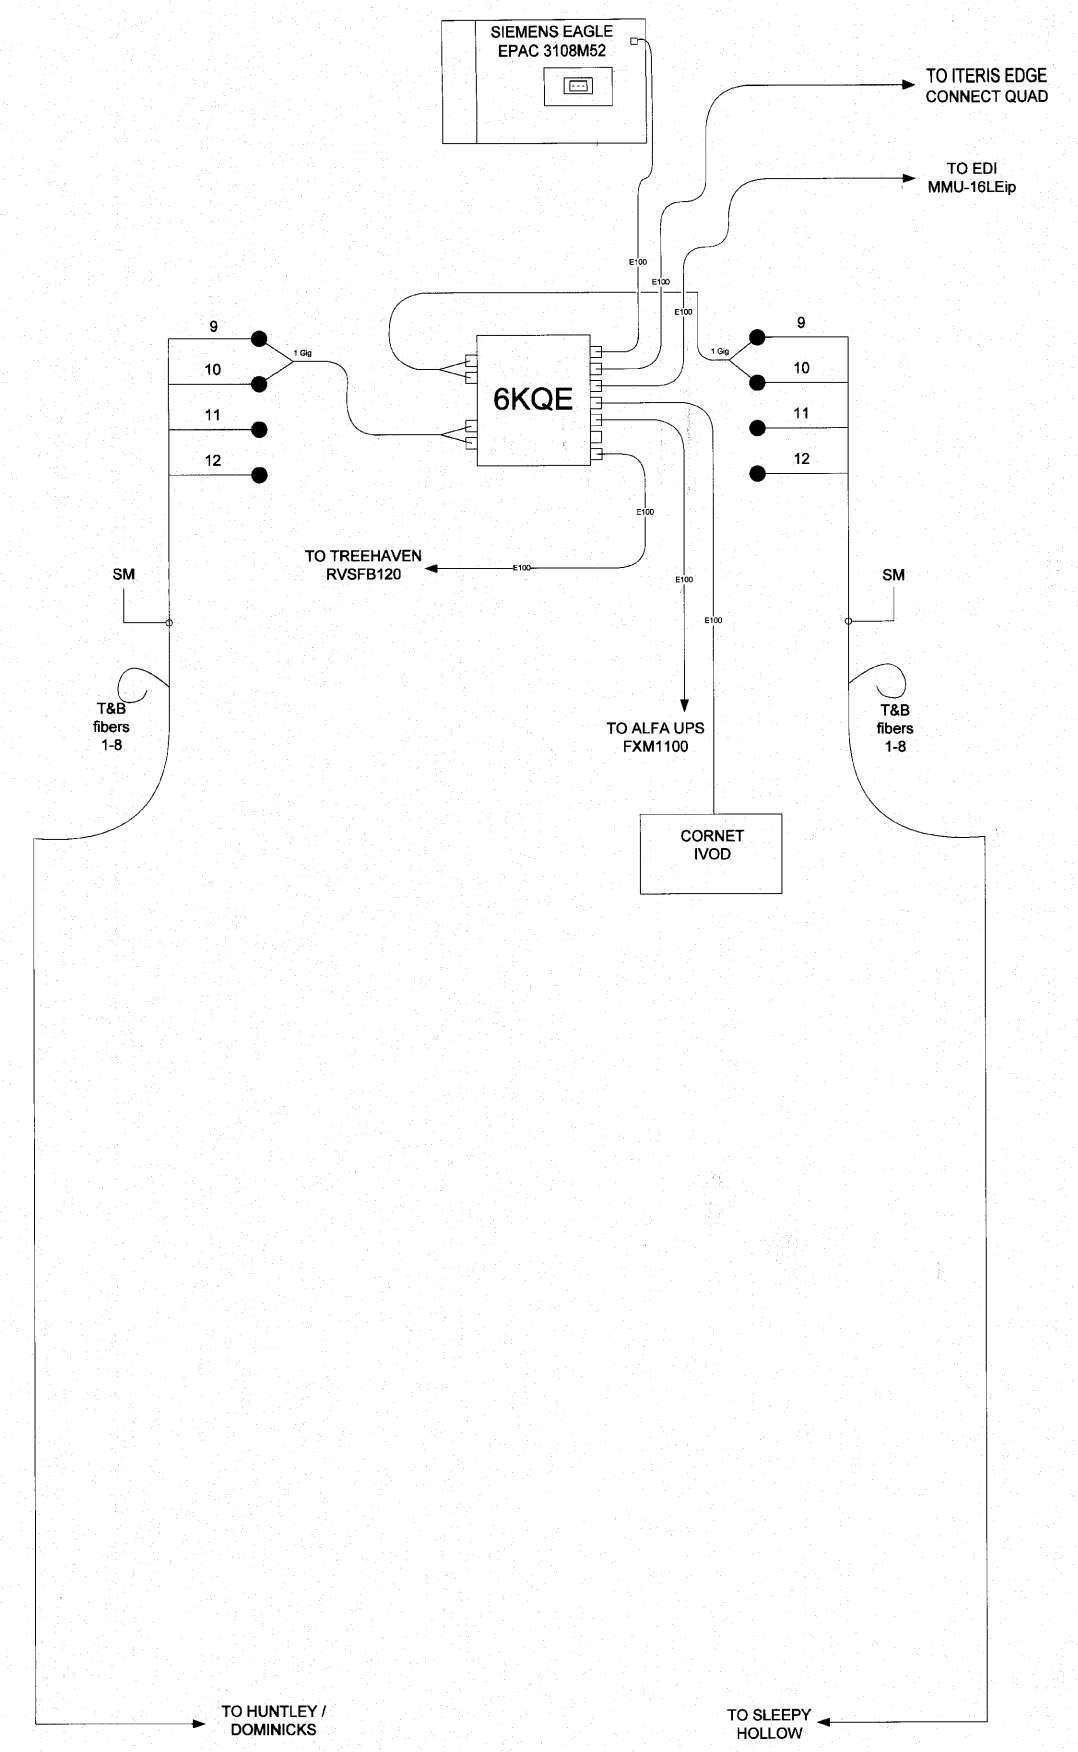 SIEMENS EAGLE
EPAC 3108M52
TO ITERIS EDGE
CONNECT QUAD
TO EDI
MMU-16LEip
E100
E100
E100
9
10
11
12
1 Gig
6KQE
1 Gig
9
10
11
12
E100
TO TREEHAVEN
RVSFB120
E100
E100
E100
SM
SM
T&B
fibers
1-8
T&B
fibers
1-8
TO ALFA UPS
FXM1100
CORNET
IVOD
TO HUNTLEY /
DOMINICKS
TO SLEEPY
HOLLOW